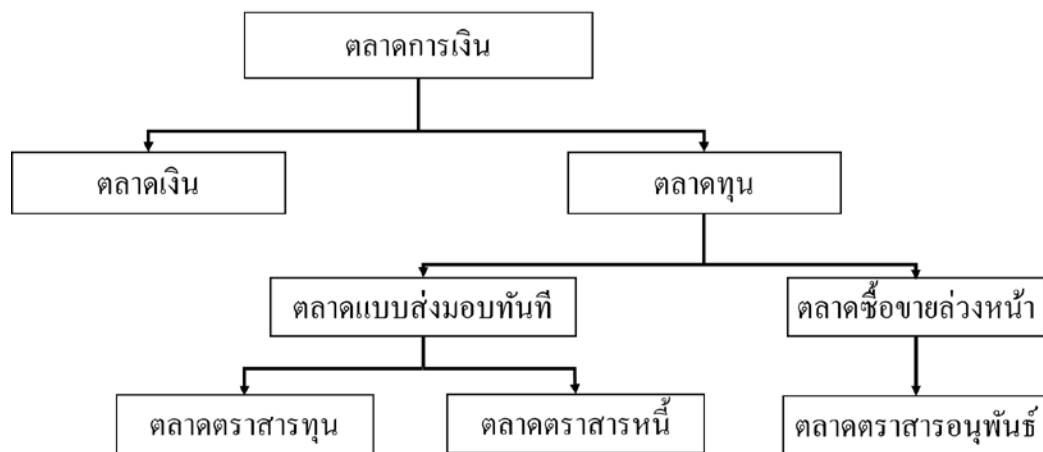 ตลาดการเงิน
ตลาดเงิน
ตลาดทุน
ตลาดแบบส่งมอบทันที
ตลาดซื้อขายล่วงหน้า
ตลาดตราสารทุน
ตลาดตราสารหนี้
ตลาดตราสารอนุพันธ์